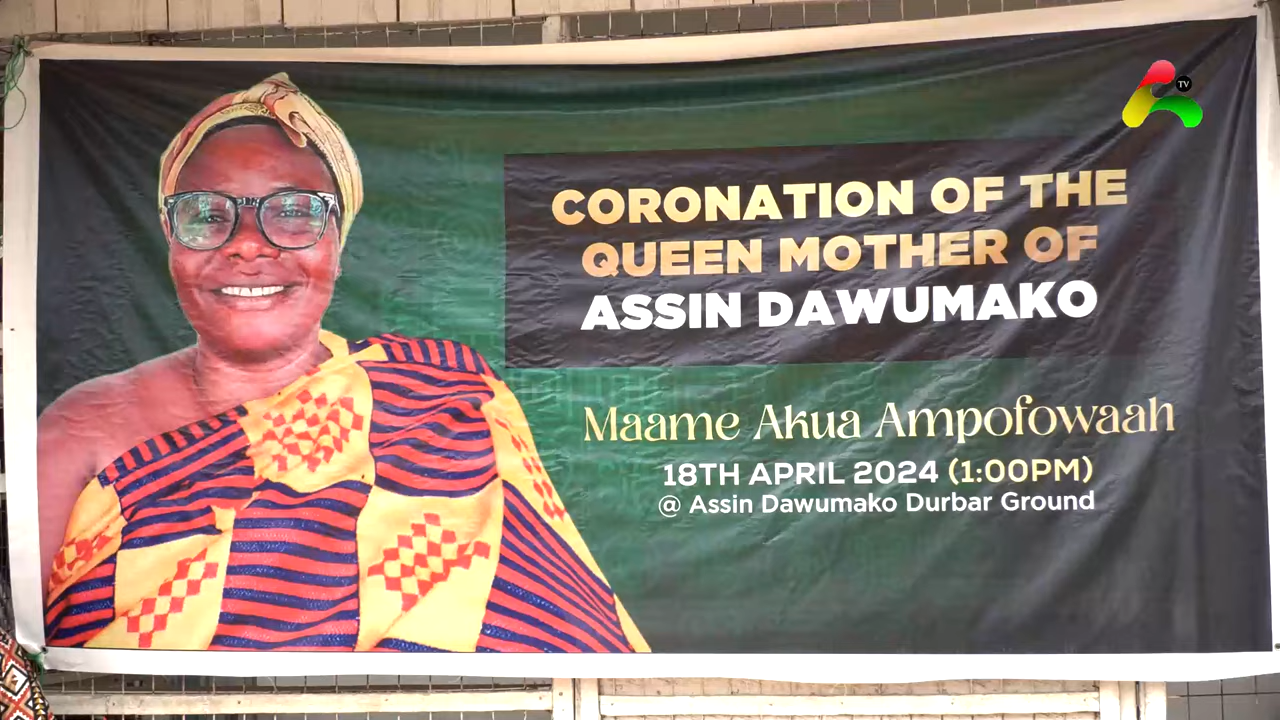 TV
CORONATION OF THE
QUEEN MOTHER OF
ASSIN DAWUMAKO
Maame Akua Ampofowaah
18TH APRIL 2024 (1:00PM)
@ Assin Dawumako Durbar Ground